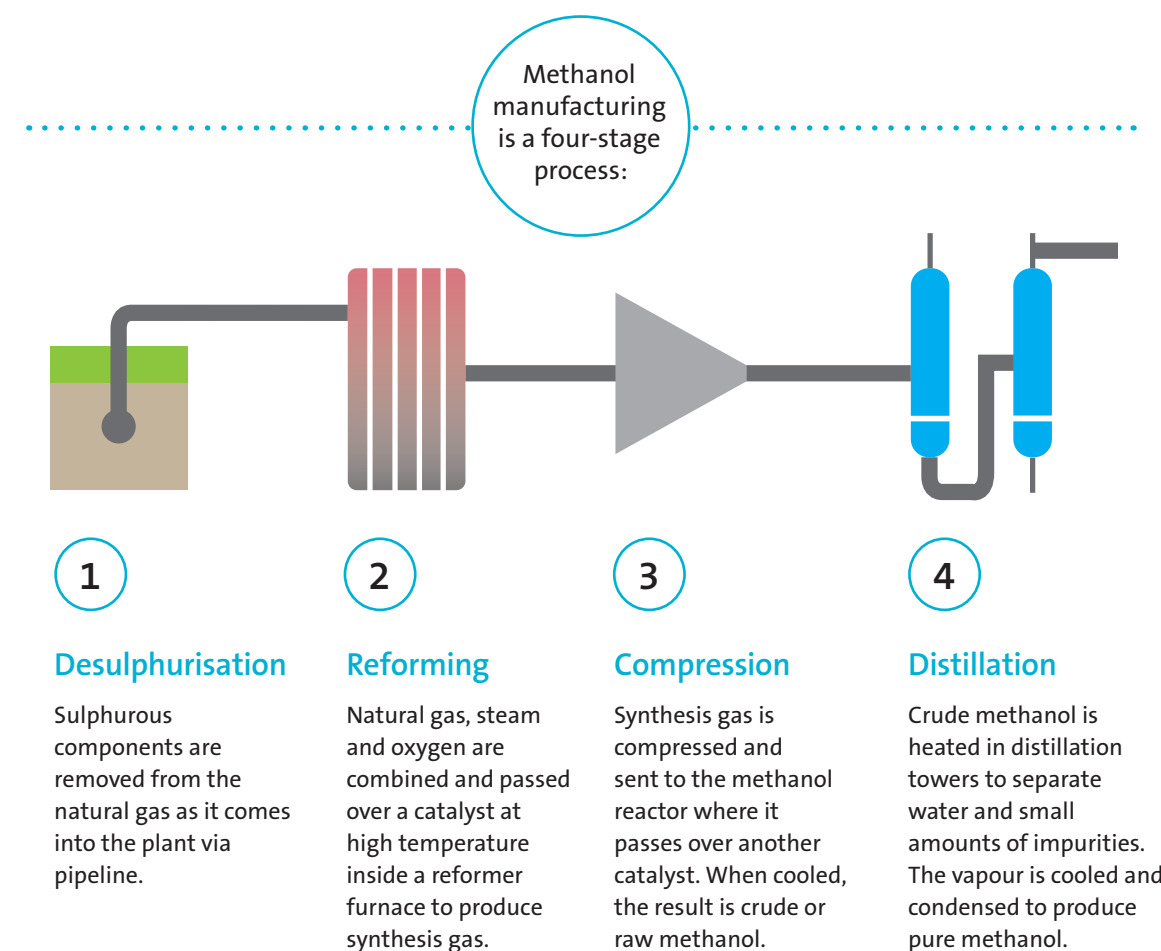 Methanol
manufacturing
is a four-stage
process:
1
Desulphurisation
Sulphurous
components are
removed from the
natural gas as it comes
into the plant via
pipeline.
2
Reforming
Natural gas, steam
and oxygen are
combined and passed
over a catalyst at
high temperature
inside a reformer
furnace to produce
synthesis gas.
3
Compression
Synthesis gas is
compressed and
sent to the methanol
reactor where it
passes over another
catalyst. When cooled,
the result is crude or
raw methanol.
4
Distillation
Crude methanol is
heated in distillation
towers to separate
water and small
amounts of impurities.
The vapour is cooled and
condensed to produce
pure methanol.